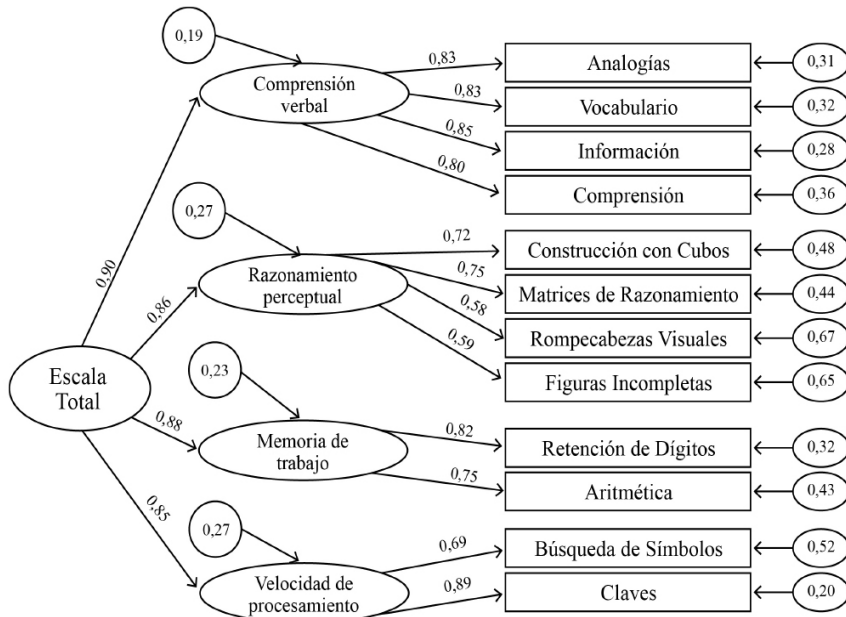 0,19
Comprensión
verbal
0,83
Analogías
0,31
0,83
Vocabulario
0,32
0,85
Información
0,28
0,80
Comprensión
0,36
0,90
0,27
Razonamiento
perceptual
0,72
Construcción con Cubos
0,48
0,75
Matrices de Razonamiento
0,44
0,58
Rompecabezas Visuales
0,67
0,59
Figuras Incompletas
0,65
0,86
Escala
Total
0,23
0,88
Memoria de
trabajo
0,82
Retención de Dígitos
0,32
0,75
Aritmética
0,43
0,85
0,27
Velocidad de
procesamiento
0,69
Búsqueda de Símbolos
0,52
0,89
Claves
0,20